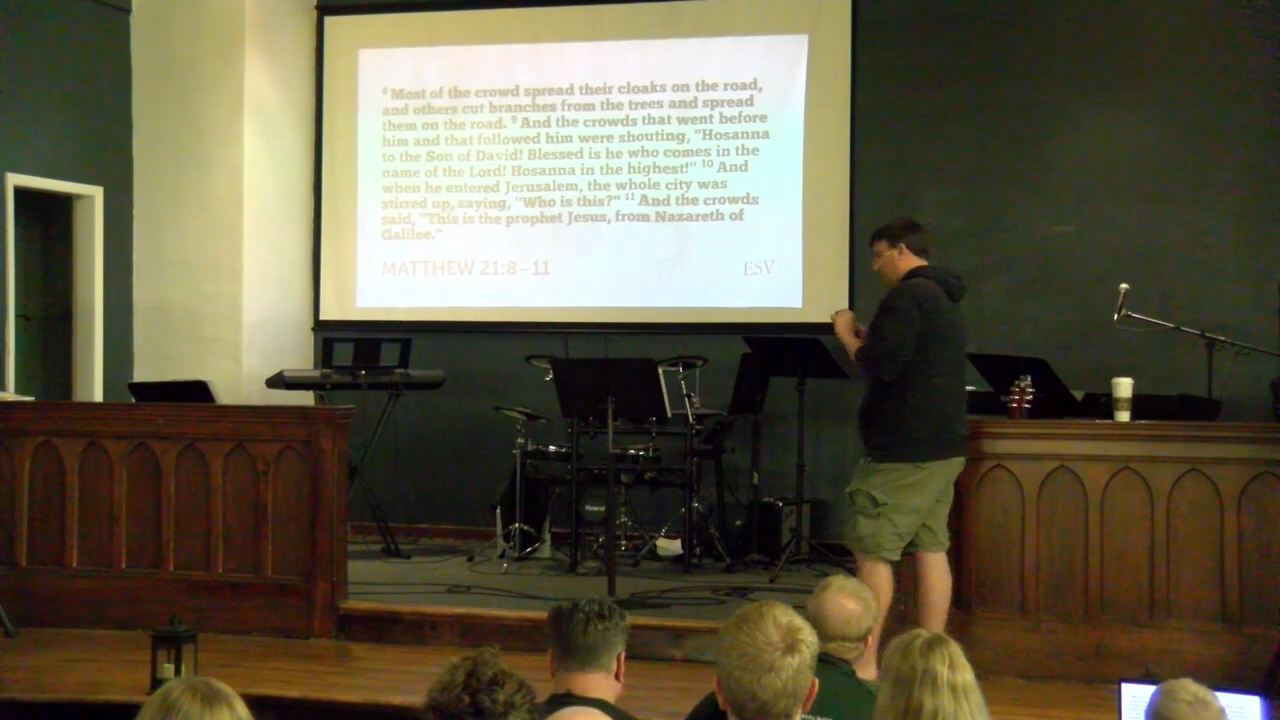 8 Most of the crowd spread their cloaks on the road,
and others cut branches from the trees and spread
them on the road. 9 And the crowds that went before
him and that followed him were shouting, "Hosanna
to the Son of David! Blessed is he who comes in the
name of the Lord! Hosanna in the highest!" 10 And
when he entered Jerusalem, the whole city was
stirred up, saying, "Who is this?" 11 And the crowds
said, "This is the prophet Jesus, from Nazareth of
Galilee."
MATTHEW 21:8–11 ESV
Roland